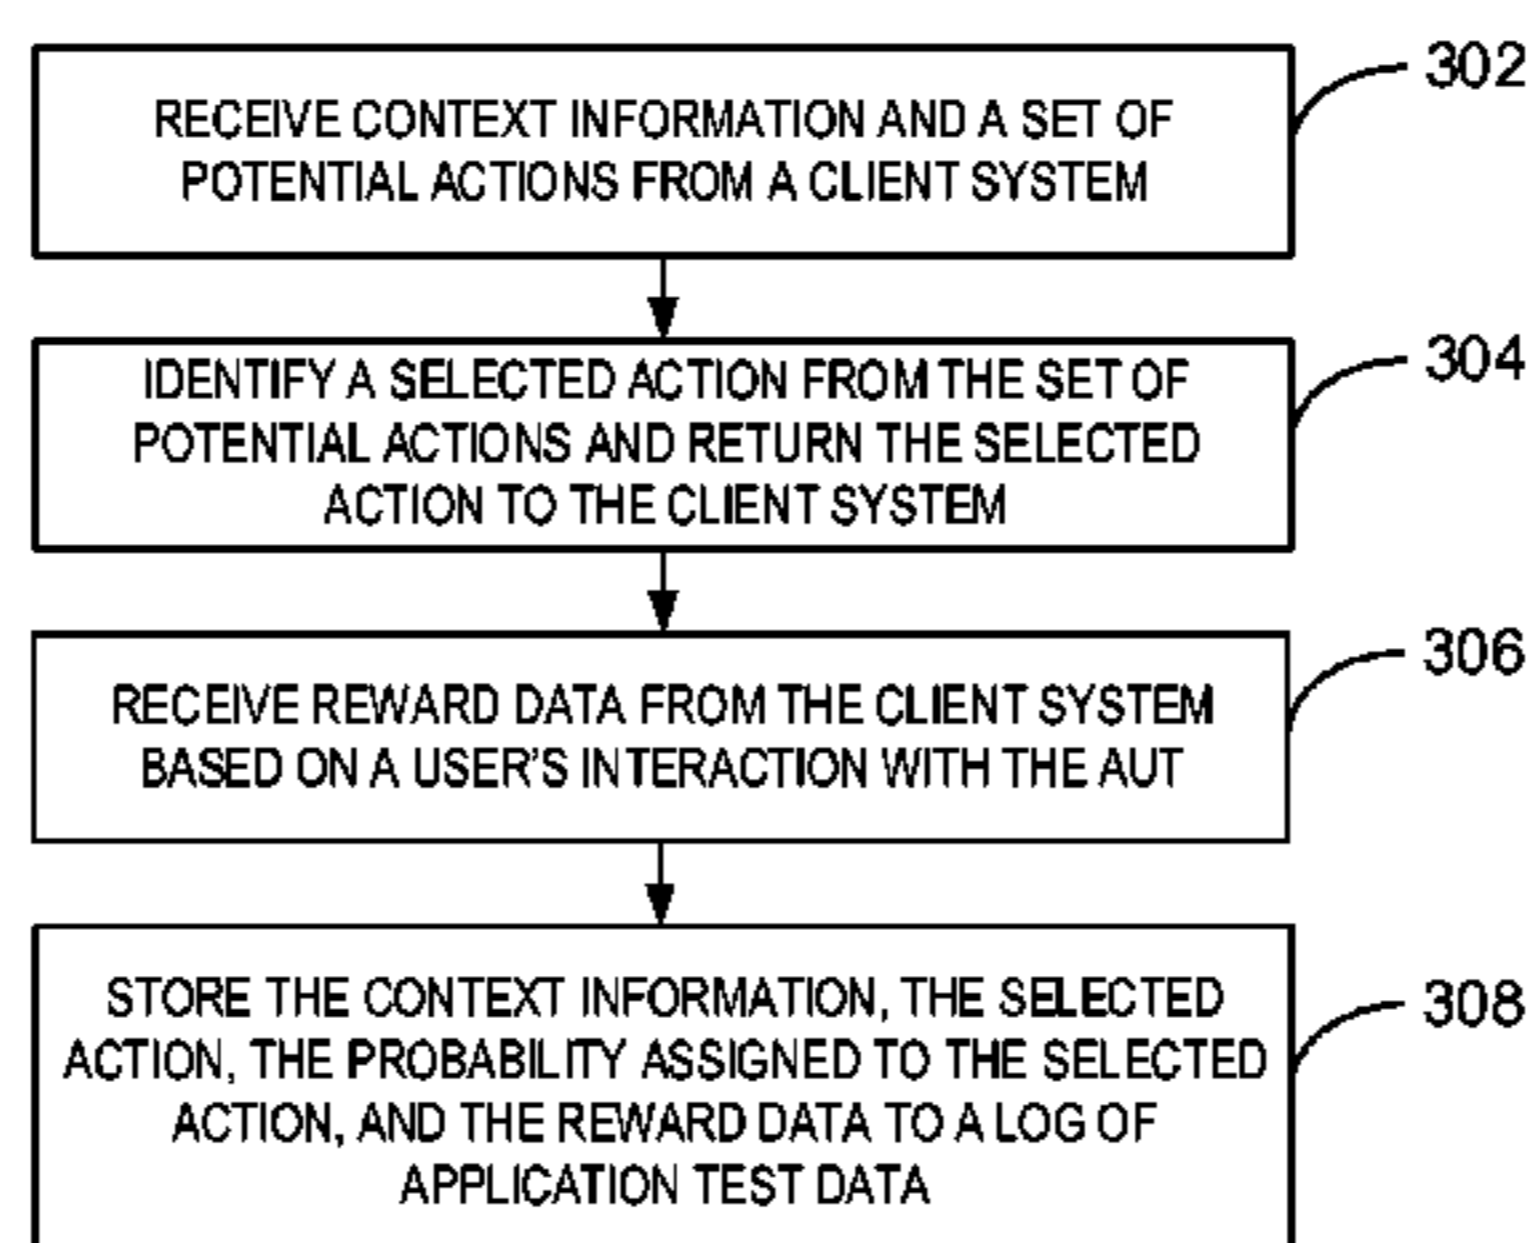 302
RECEIVE CONTEXT INFORMATION AND A SET OF
POTENTIAL ACTIONS FROM A CLIENT SYSTEM
304
IDENTIFY A SELECTED ACTION FROM THE SET OF
POTENTIAL ACTIONS AND RETURN THE SELECTED
ACTION TO THE CLIENT SYSTEM
306
RECEIVE REWARD DATA FROM THE CLIENT SYSTEM
BASED ON A USER'S INTERACTION WITH THE AUT
308
STORE THE CONTEXT INFORMATION, THE SELECTED
ACTION, THE PROBABILITY ASSIGNED TO THE SELECTED
ACTION, AND THE REWARD DATA TO A LOG OF
APPLICATION TEST DATA